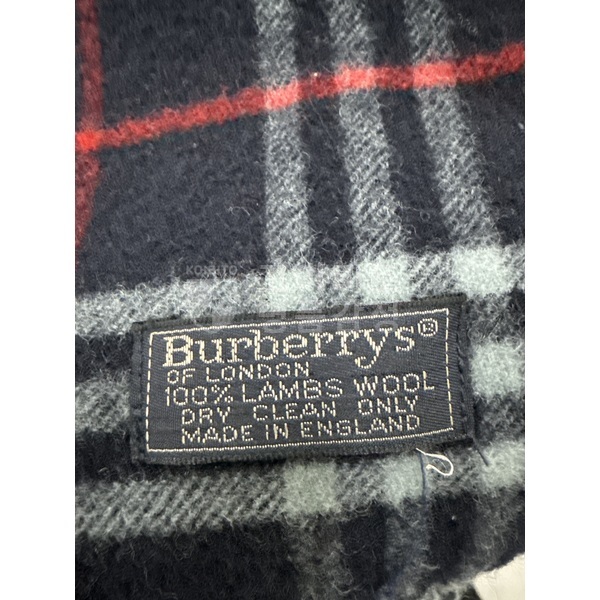 Burberrys®
OF LONDON
100% LAMBS WOOL
DRY CLEAN ONLY
MADE IN ENGLAND